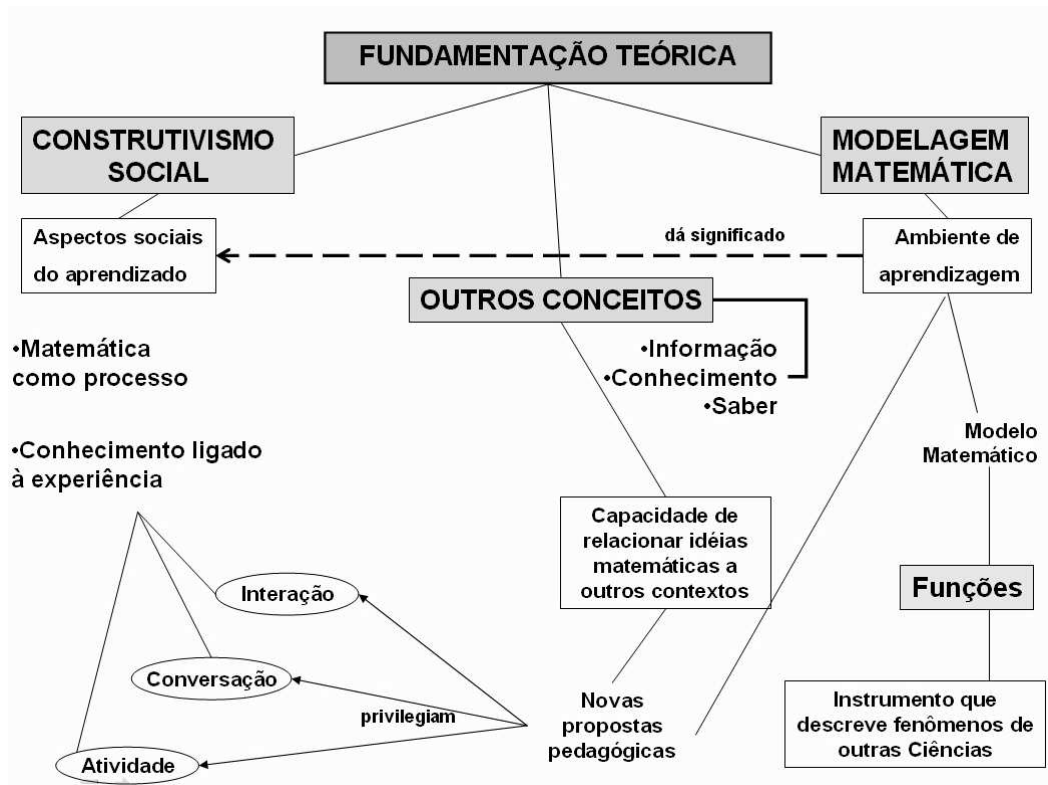 FUNDAMENTAÇÃO TEÓRICA
CONSTRUTIVISMO
SOCIAL
MODELAGEM
MATEMÁTICA
Aspectos sociais
do aprendizado
dá significado
Ambiente de
aprendizagem
OUTROS CONCEITOS
•Informação
•Conhecimento
•Saber
•Matemática
como processo
•Conhecimento ligado
à experiência
Modelo
Matemático
Capacidade de
relacionar idéias
matemáticas a
outros contextos
Funções
Interação
Conversação
Atividade
privilegiam
Novas
propostas
pedagógicas
Instrumento que
descreve fenômenos de
outras Ciências